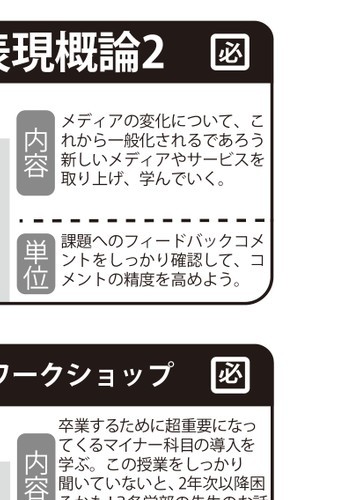 表現概論2 必
内容
メディアの変化について、こ
れから一般化されるであろう
新しいメディアやサービスを
取り上げ、学んでいく。
単位
課題へのフィードバックコメ
ントをしっかり確認して、コ
メントの精度を高めよう。
ワークショップ 必
内容
卒業するために超重要になっ
てくるマイナー科目の導入を
学ぶ。この授業をしっかり
聞いていないと、2年次以降困